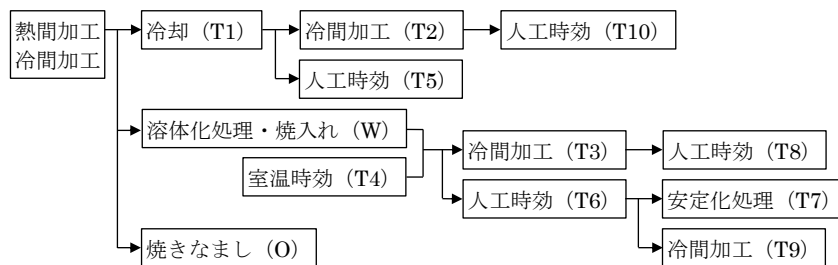 熱間加工
冷間加工
冷却（T1）
冷間加工（T2）
人工時効（T10）
人工時効（T5）
溶体化処理・焼入れ（W）
室温時効（T4）
冷間加工（T3）
人工時効（T8）
人工時効（T6）
安定化処理（T7）
冷間加工（T9）
焼きなまし（O）